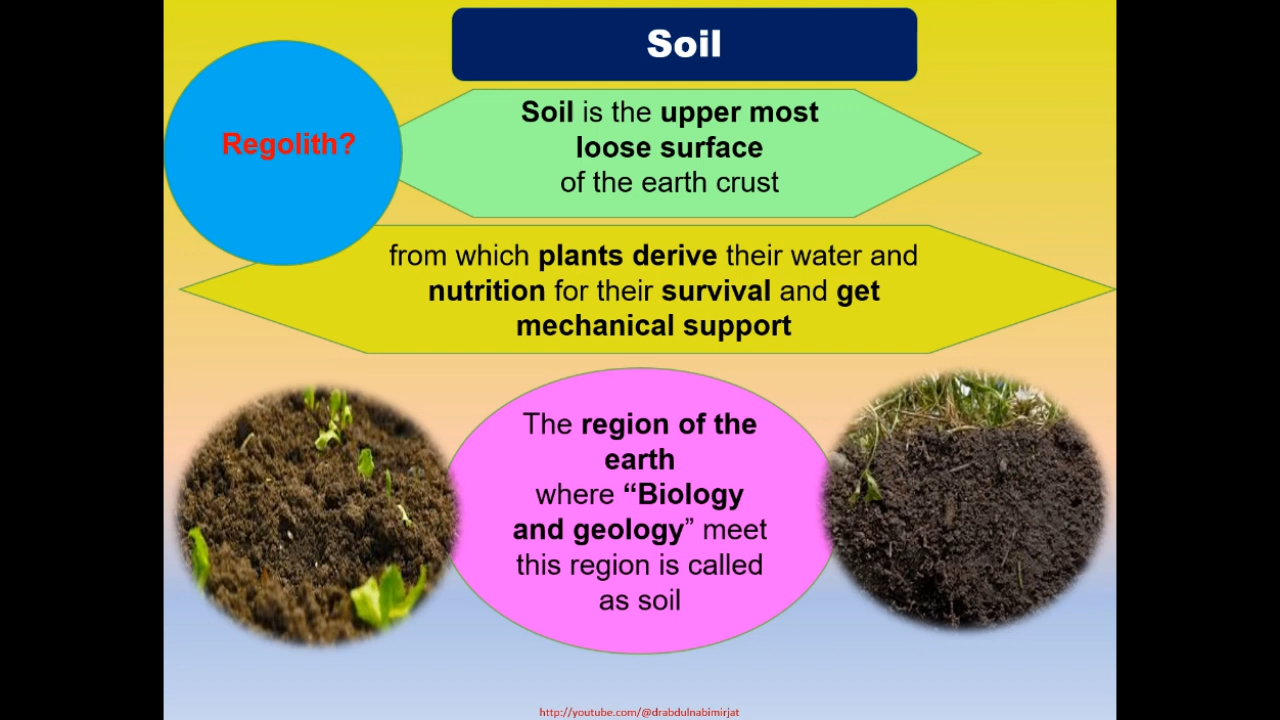 Soil
Regolith?
Soil is the upper most
loose surface
of the earth crust
from which plants derive their water and
nutrition for their survival and get
mechanical support
The region of the
earth
where “Biology
and geology” meet
this region is called
as soil
http://youtube.com/@drabdulnabimirjat